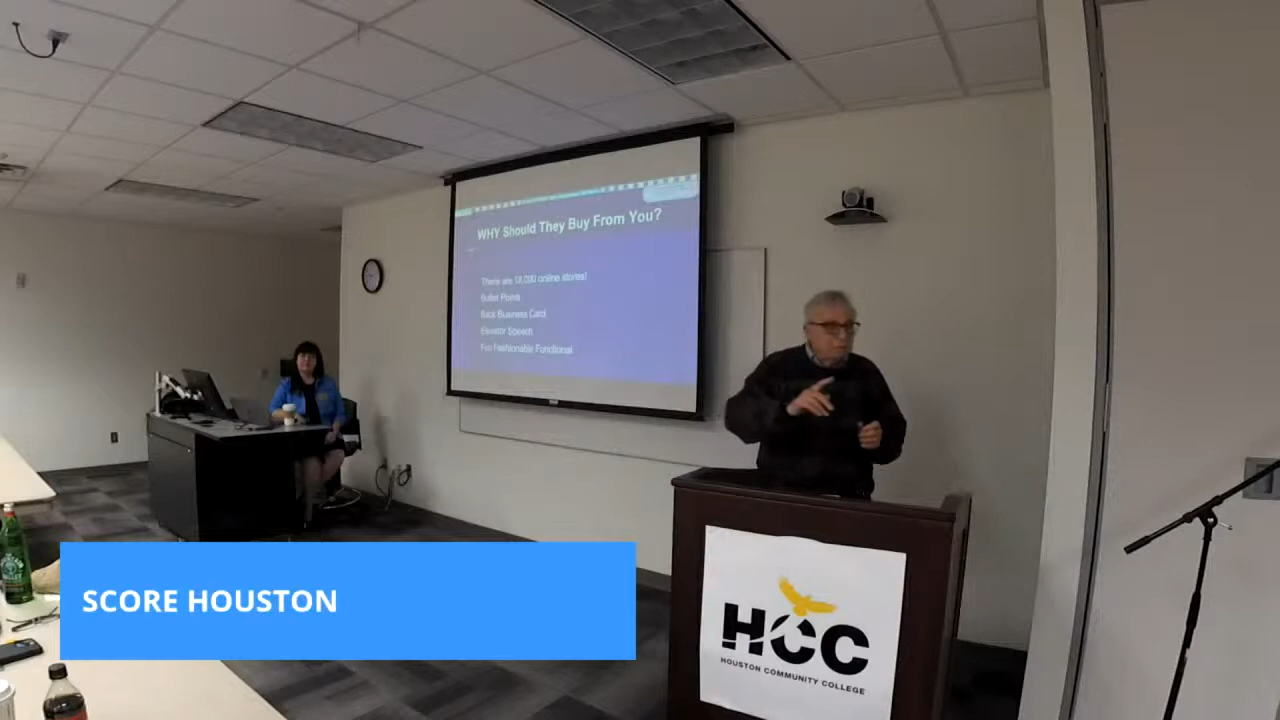 WHY Should They Buy From You?
There are 18,000 online stores!
Bullet Points
Back Business Card
Elevator Speech
Fun Fashionable Functional
SCORE HOUSTON
HCC
HOUSTON COMMUNITY COLLEGE